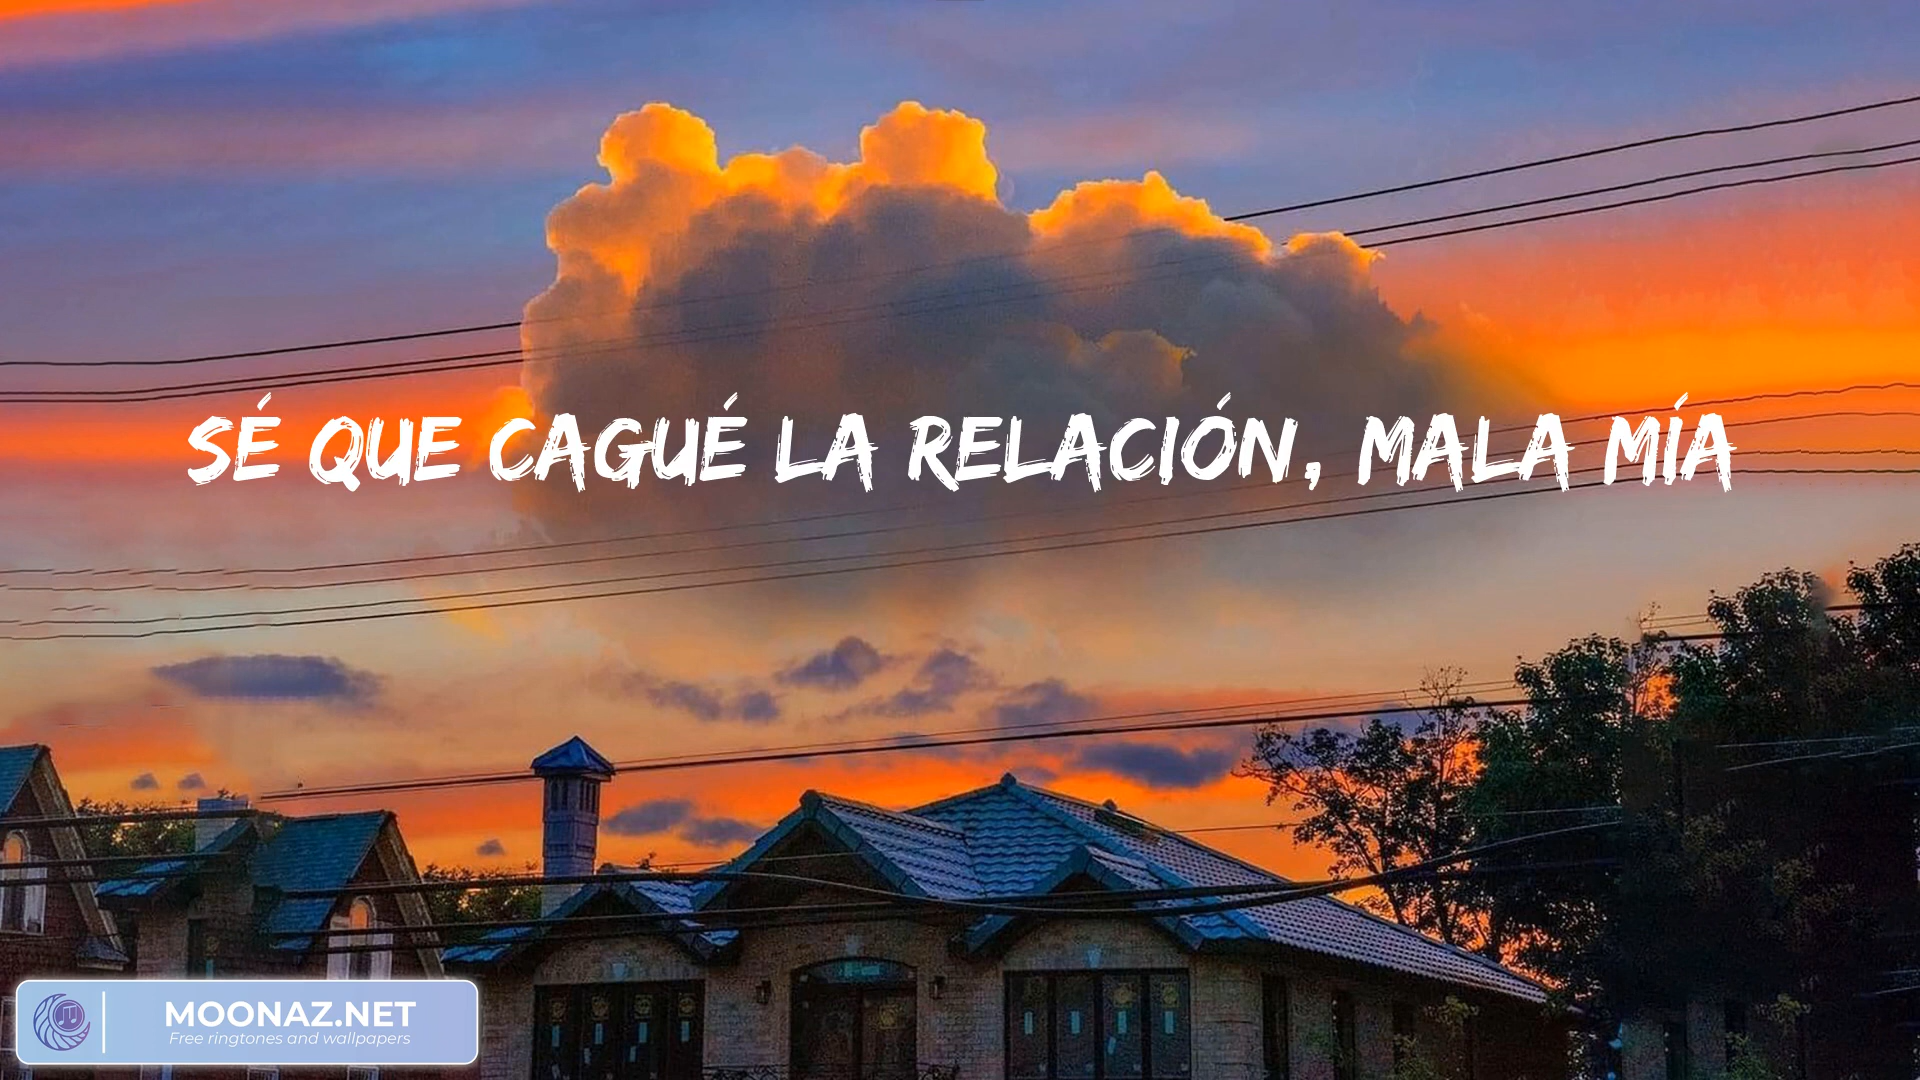 SÉ QUE CAGUÉ LA RELACIÓN, MALA MÍA
MOONAZ.NET
Free ringtones and wallpapers